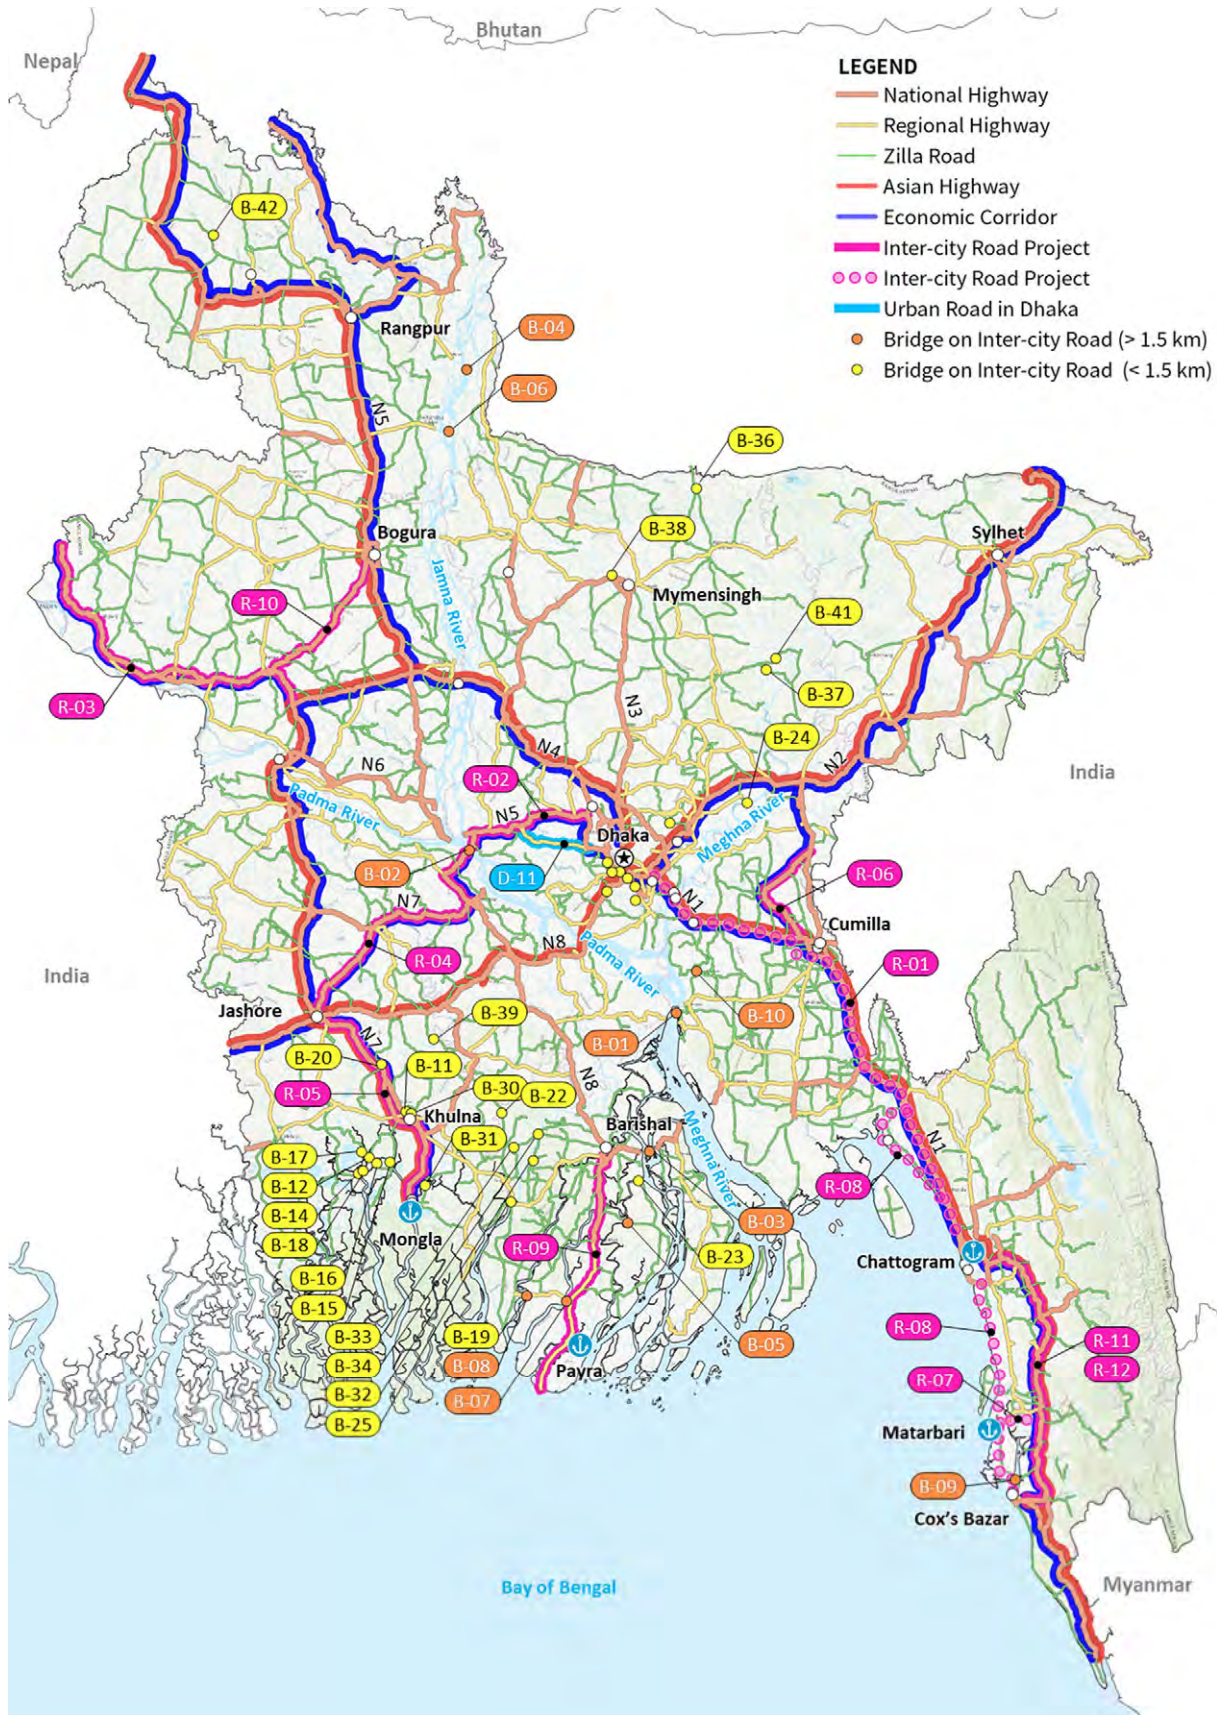 Bhutan
Nepal
LEGEND
National Highway
Regional Highway
Zilla Road
Asian Highway
Economic Corridor
Inter-city Road Project
Inter-city Road Project
Urban Road in Dhaka
Bridge on Inter-city Road (> 1.5 km)
Bridge on Inter-city Road (< 1.5 km)
B-42
Rangpur
B-04
B-06
N5
B-36
Bogura
B-38
Sylhet
Jamna River
Mymensingh
R-10
B-41
R-03
B-37
N3
B-24
N4
N2
N6
R-02
India
Padma River
N5
Meghna River
Dhaka
B-02
D-11
R-06
N7
N1
Cumilla
N8
R-04
Padma River
R-01
India
Jashore
B-39
B-10
N7
B-01
B-20
B-11
R-05
B-30
B-22
N8
Khulna
Barishal
Meghna River
N1
B-31
B-17
B-12
R-08
B-14
B-03
B-18
Mongla
R-09
B-23
Chattogram
B-16
B-15
B-33
B-19
R-08
B-05
R-11
B-34
B-08
Payra
R-12
B-32
B-07
R-07
B-25
Matarbari
B-09
Cox's Bazar
Bay of Bengal
Myanmar